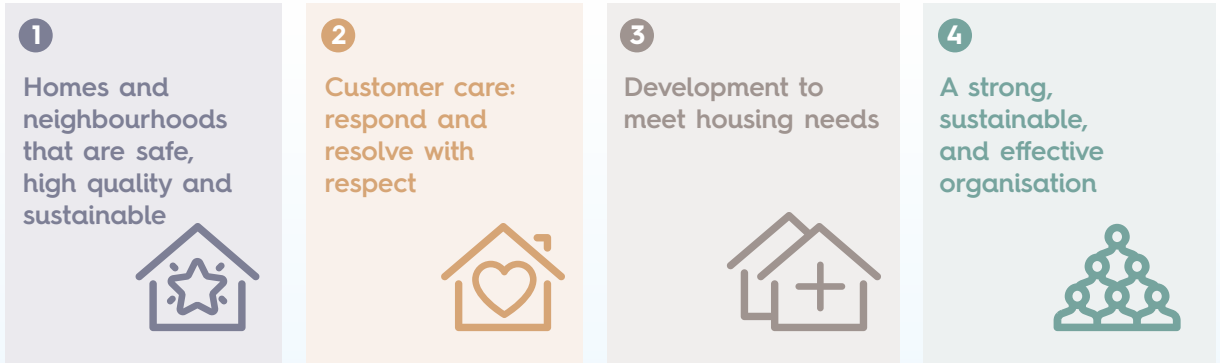 1
Homes and
neighbourhoods
that are safe,
high quality and
sustainable
2
Customer care:
respond and
resolve with
respect
3
Development to
meet housing needs
4
A strong,
sustainable,
and effective
organisation